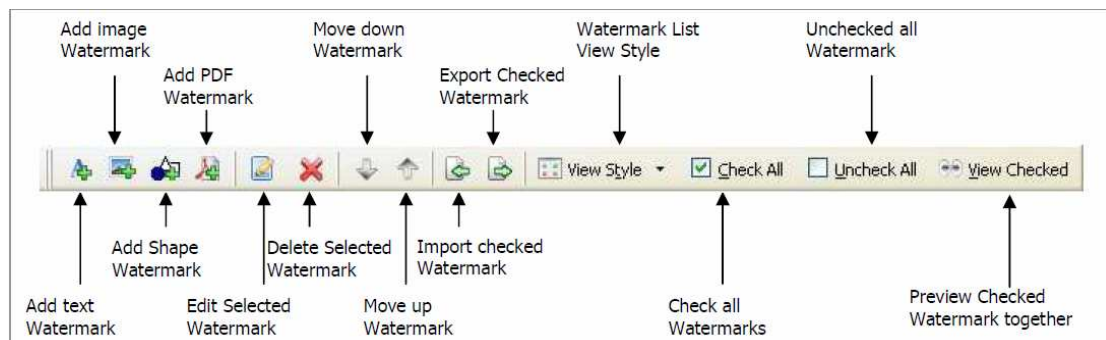 Add image
Watermark
Move down
Watermark
Watermark List
View Style
Unchecked all
Watermark
Add PDF
Watermark
Export Checked
Watermark
View Style
Check All
Uncheck All
View Checked
Add Shape
Watermark
Delete Selected
Watermark
Import checked
Watermark
Add text
Watermark
Edit Selected
Watermark
Move up
Watermark
Check all
Watermarks
Preview Checked
Watermark together